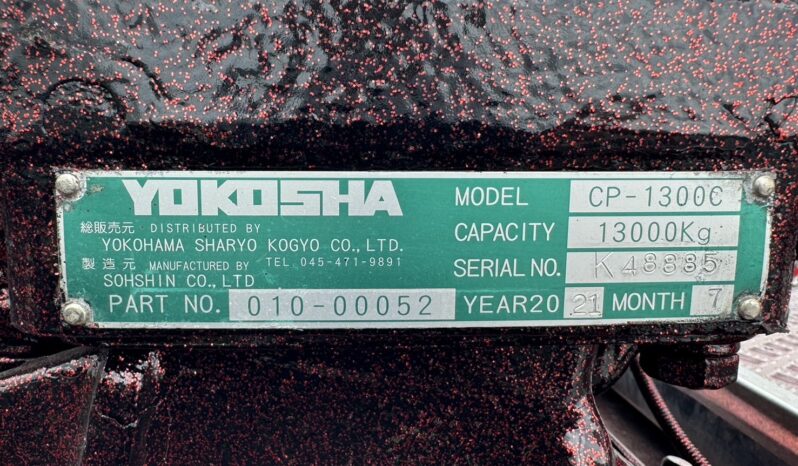 YOKOSHA
総販売元 . DISTRIBUTED BY
YOKOHAMA SHARYO KOGYO CO., LTD.
製造元 MANUFACTURED BY TEL. 045-471-9891
SOHSHIN CO., LTD
PART NO. 010-00052
MODEL CP-1300C
CAPACITY 13000Kg
SERIAL NO. K48885
YEAR20 21 MONTH 7